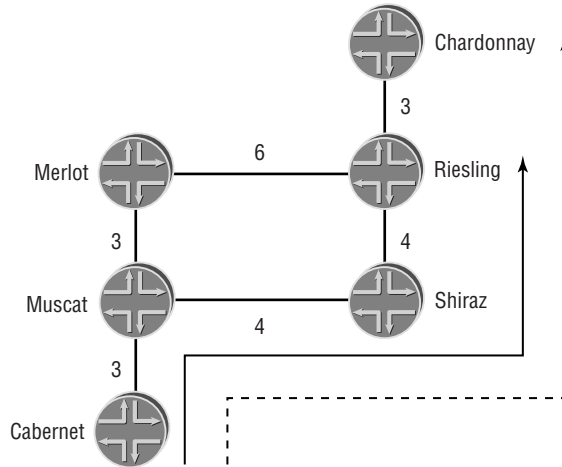 Chardonnay
3
Merlot
6
Riesling
3
4
Muscat
4
Shiraz
3
Cabernet